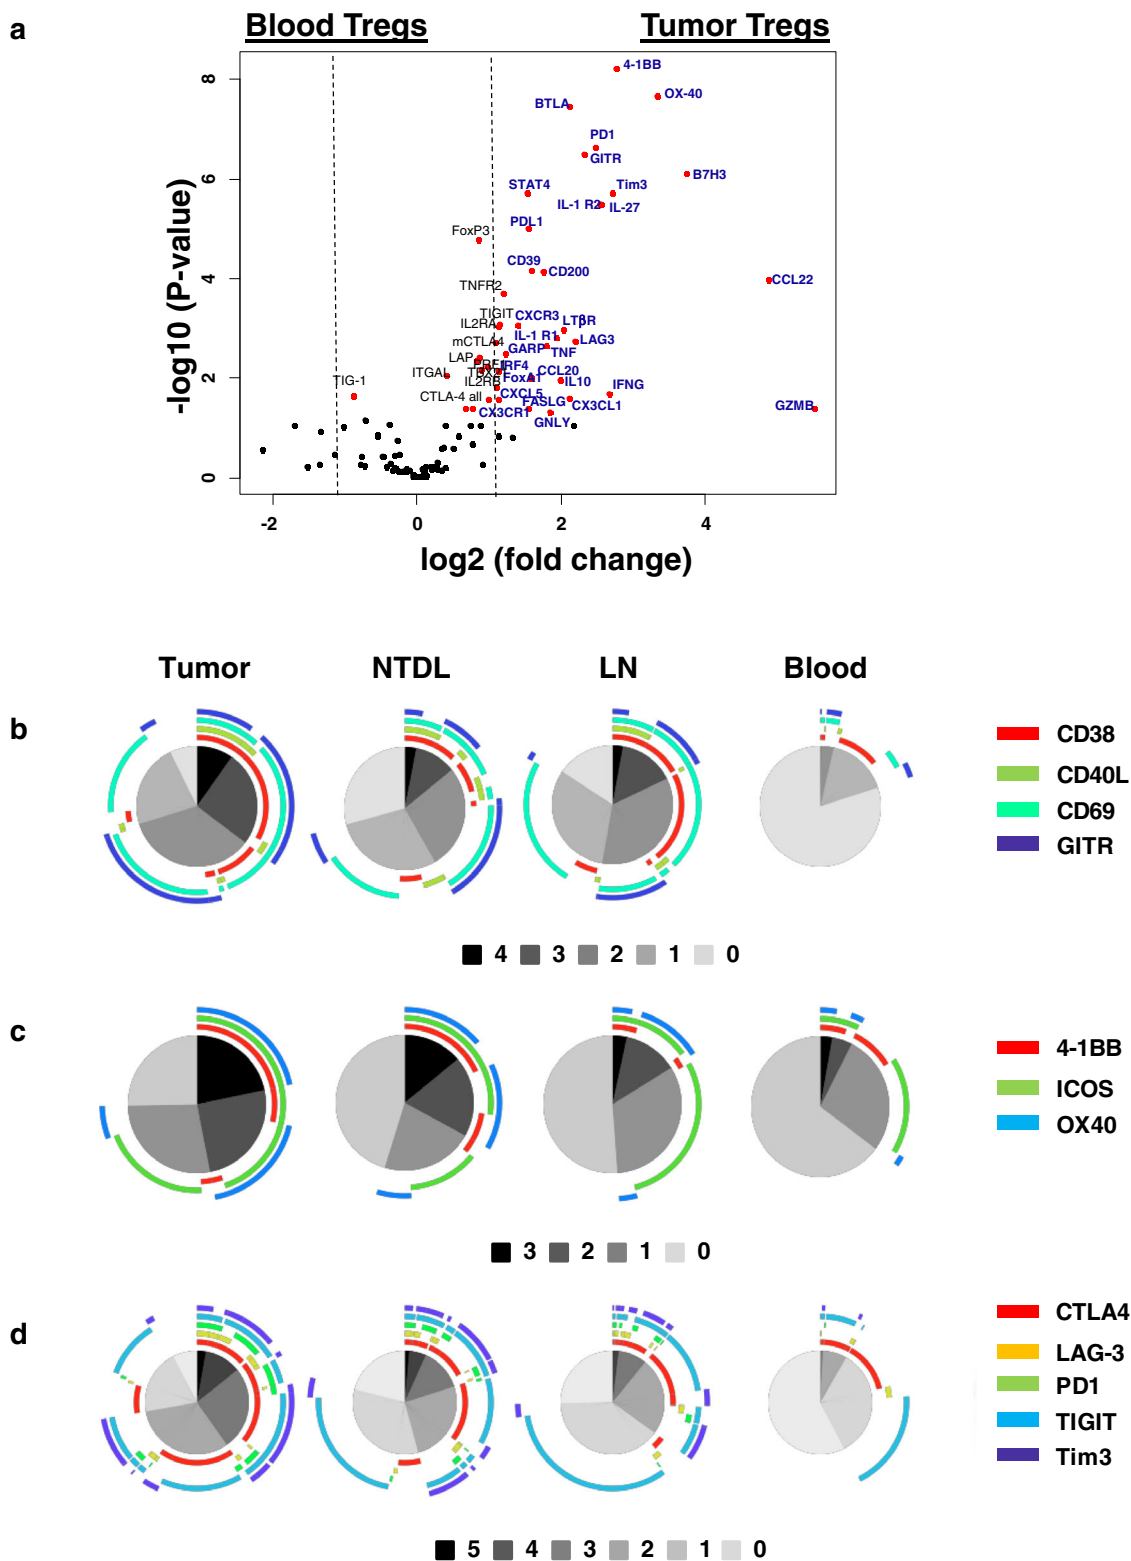 a
Blood Tregs Tumor Tregs
8
4-1BB
OX-40
BTLA
PD1
GITR
6
B7H3
STAT4
Tim3
IL-1 R2
IL-27
PDL1
FoxP3
CD39
CD200
4
CCL22
TNFR2
TIGIT
CXCR3
LTβR
IL2RA
IL-1 R1
LAG3
mCTLA4
GARP
TNF
LAP
PRF1
IRF4
CCL20
ITGAL
FoxA1
2
TIG-1
IL2RB
IL10
IFNG
CTLA-4 all
CXCL5
FASLG
CX3CL1
GZMB
CX3CR1
GNLY
0
-log10 (P-value)
-2 0 2 4
log2 (fold change)
Tumor NTDL LN Blood
b
CD38
CD40L
CD69
GITR
4 3 2 1 0
c
4-1BB
ICOS
OX40
3 2 1 0
d
CTLA4
LAG-3
PD1
TIGIT
Tim3
5 4 3 2 1 0